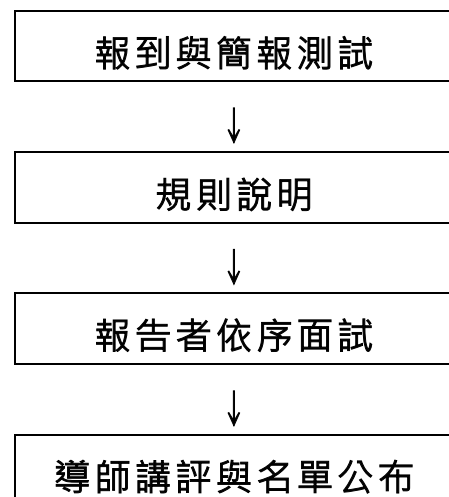 報到與簡報測試
↓
規則說明
↓
報告者依序面試
↓
導師講評與名單公布